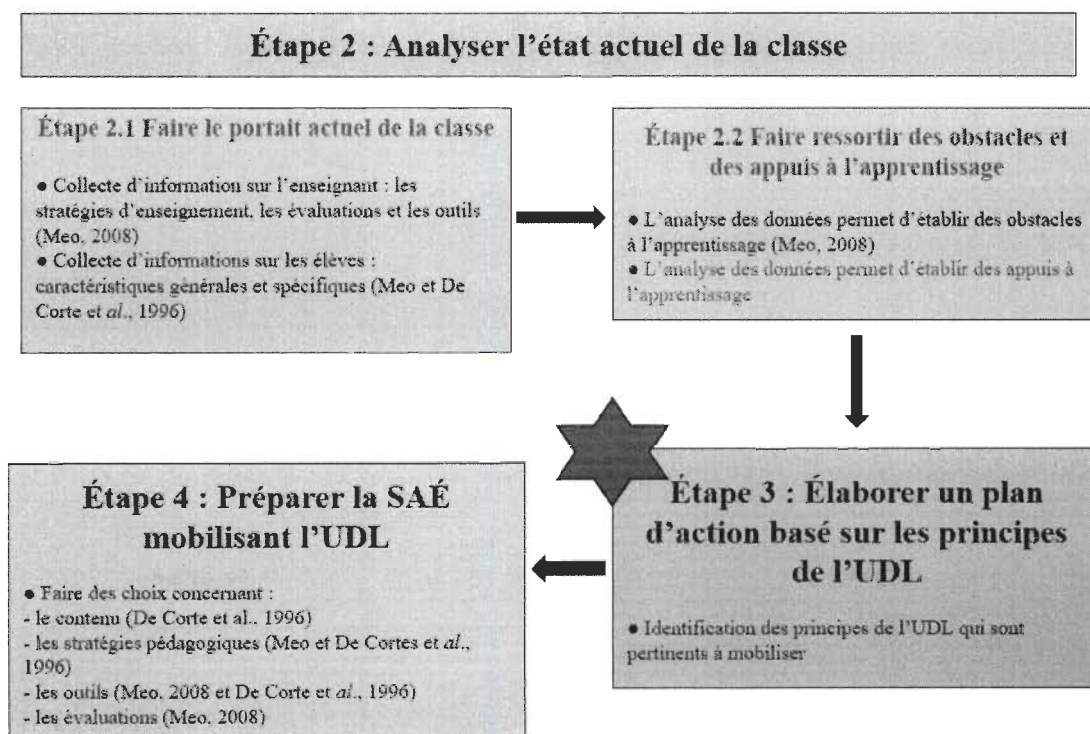 Étape 2 : Analyser l'état actuel de la classe
Étape 2.1 Faire le portait actuel de la classe
● Collecte d'information sur l'enseignant : les
stratégies d'enseignement, les évaluations et les outils
(Meo, 2008)
● Collecte d'informations sur les élèves :
caractéristiques générales et spécifiques (Meo et De
Corte et al., 1996)
Étape 2.2 Faire ressortir des obstacles et
des appuis à l'apprentissage
● L'analyse des données permet d'établir des obstacles
à l'apprentissage (Meo, 2008)
● L'analyse des données permet d'établir des appuis à
l'apprentissage
Étape 3 : Élaborer un plan
d'action basé sur les principes
de l'UDL
● Identification des principes de l'UDL qui sont
pertinents à mobiliser
Étape 4 : Préparer la SAÉ
mobilisant l'UDL
● Faire des choix concernant :
- le contenu (De Corte et al., 1996)
- les stratégies pédagogiques (Meo et De Cortes et al.,
1996)
- les outils (Meo, 2008 et De Corte et al., 1996)
- les évaluations (Meo, 2008)